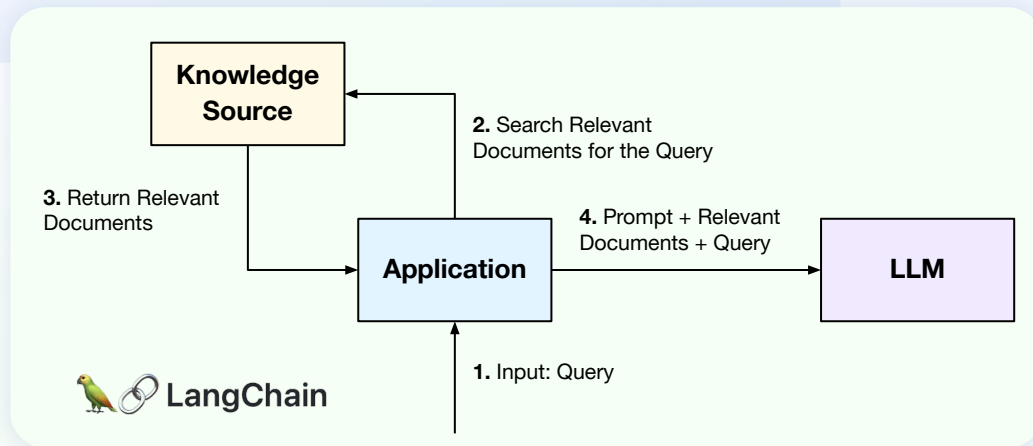 Knowledge
Source
2. Search Relevant
Documents for the Query
3. Return Relevant
Documents
4. Prompt + Relevant
Documents + Query
Application
LLM
1. Input: Query
LangChain